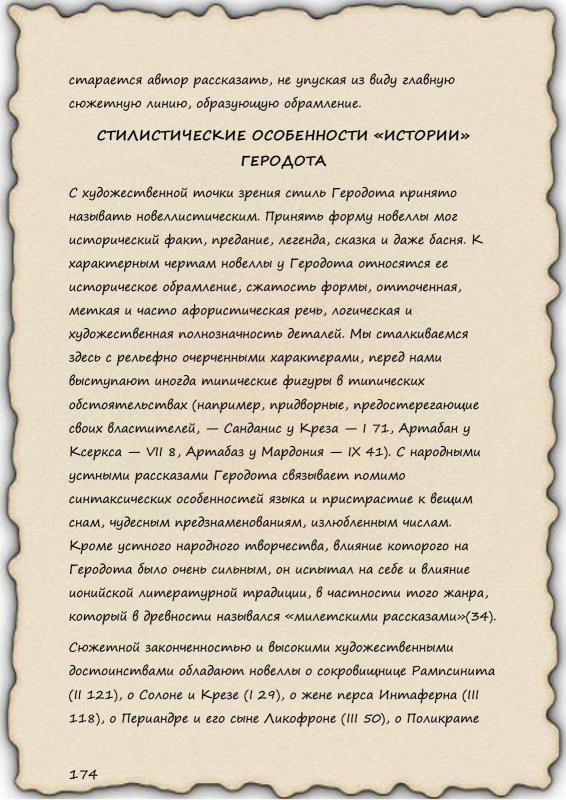 старается автор рассказать, не упуская из виду главную
сюжетную линию, образующую обрамление.
СТИЛИСТИЧЕСКИЕ ОСОБЕННОСТИ «ИСТОРИИ»
ГЕРОДОТА
С художественной точки зрения стиль Геродота принято
называть новеллистическим. Принять форму новеллы мог
исторический факт, предание, легенда, сказка и даже басня. К
характерным чертам новеллы у Геродота относятся ее
историческое обрамление, сжатость формы, отточенная,
меткая и часто афористическая речь, логическая и
художественная полнозначность деталей. Мы сталкиваемся
здесь с рельефно очерченными характерами, перед нами
выступают иногда типические фигуры в типических
обстоятельствах (например, придворные, предостерегающие
своих властителей, — Санданис у Креза — I 71, Артабан у
Ксеркса — VII 8, Артабаз у Мардония — IX 41). С народными
устными рассказами Геродота связывает помимо
синтаксических особенностей языка и пристрастие к вещим
снам, чудесным предзнаменованиям, излюбленным числам.
Кроме устного народного творчества, влияние которого на
Геродота было очень сильным, он испытал на себе и влияние
ионийской литературной традиции, в частности того жанра,
который в древности назывался «милетскими рассказами»(34).
Сюжетной законченностью и высокими художественными
достоинствами обладают новеллы о сокровищнице Рампсинита
(II 121), о Солоне и Крезе (I 29), о жене перса Интаферна (III
118), о Периандре и его сыне Ликофроне (III 50), о Поликрате
174